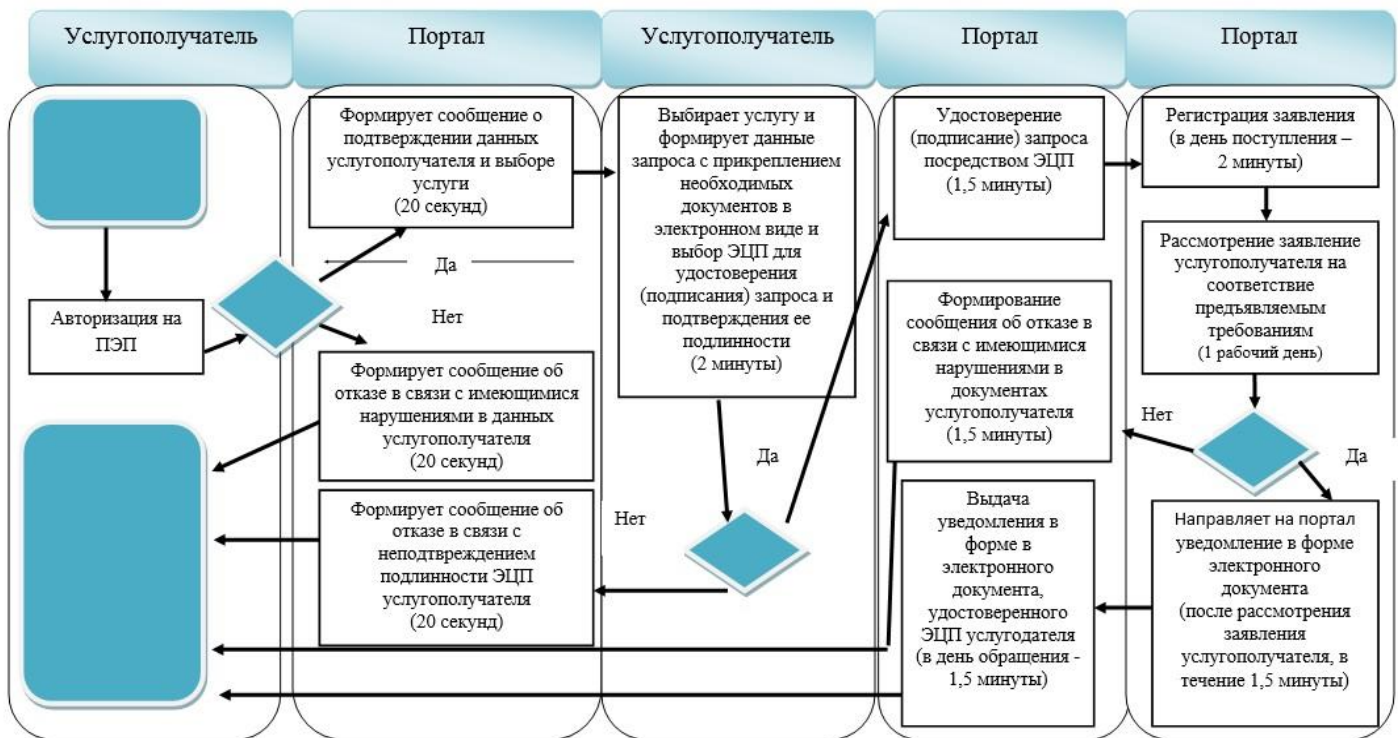 Услугополучатель
Портал
Услугополучатель
Портал
Портал
Авторизация на
ПЭП
Формирует сообщение о
подтверждении данных
услугополучателя и выборе
услуги
(20 секунд)
Да
Нет
Формирует сообщение об
отказе в связи с имеющимися
нарушениями в данных
услугополучателя
(20 секунд)
Формирует сообщение об
отказе в связи с
неподтвреждением
подлинности ЭЦП
услугополучателя
(20 секунд)
Выбирает услугу и
формирует данные
запроса с прикреплением
необходимых
документов в
электронном виде и
выбор ЭЦП для
удостоверения
(подписания) запроса и
подтверждения ее
подлинности
(2 минуты)
Да
Нет
Удостоверение
(подписание) запроса
посредством ЭЦП
(1,5 минуты)
Формирование
сообщения об отказе в
связи с имеющимися
нарушениями в
документах
услугополучателя
(1,5 минуты)
Выдача
уведомления в
форме в
электронного
документа,
удостоверенного
ЭЦП услугодателя
(в день обращения -
1,5 минуты)
Регистрация заявления
(в день поступления –
2 минуты)
Рассмотрение заявление
услугополучателя на
соответствие
предъявляемым
требованиям
(1 рабочий день)
Нет
Да
Направляет на портал
уведомление в форме
электронного
документа
(после рассмотрения
заявления
услугополучателя, в
течение 1,5 минуты)